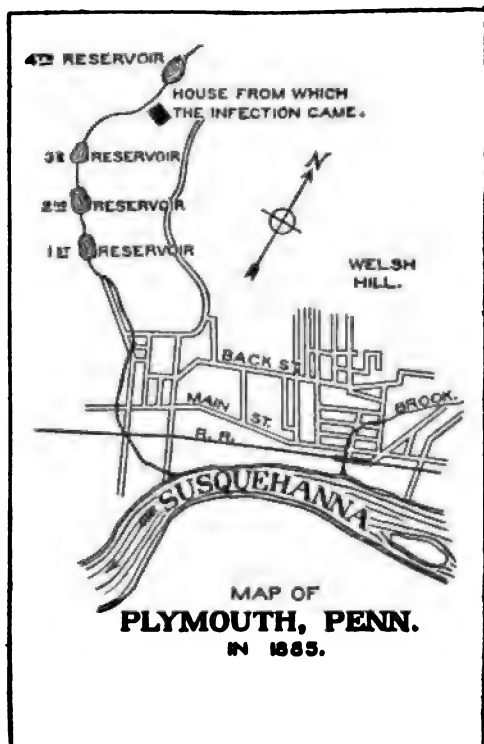 4TH RESERVOIR
HOUSE FROM WHICH
THE INFECTION CAME.
3D RESERVOIR
2ND RESERVOIR
1ST RESERVOIR
N
WELSH
HILL.
BACK ST.
MAIN ST.
BROOK.
R. R.
SUSQUEHANNA
MAP OF
PLYMOUTH, PENN.
IN 1885.